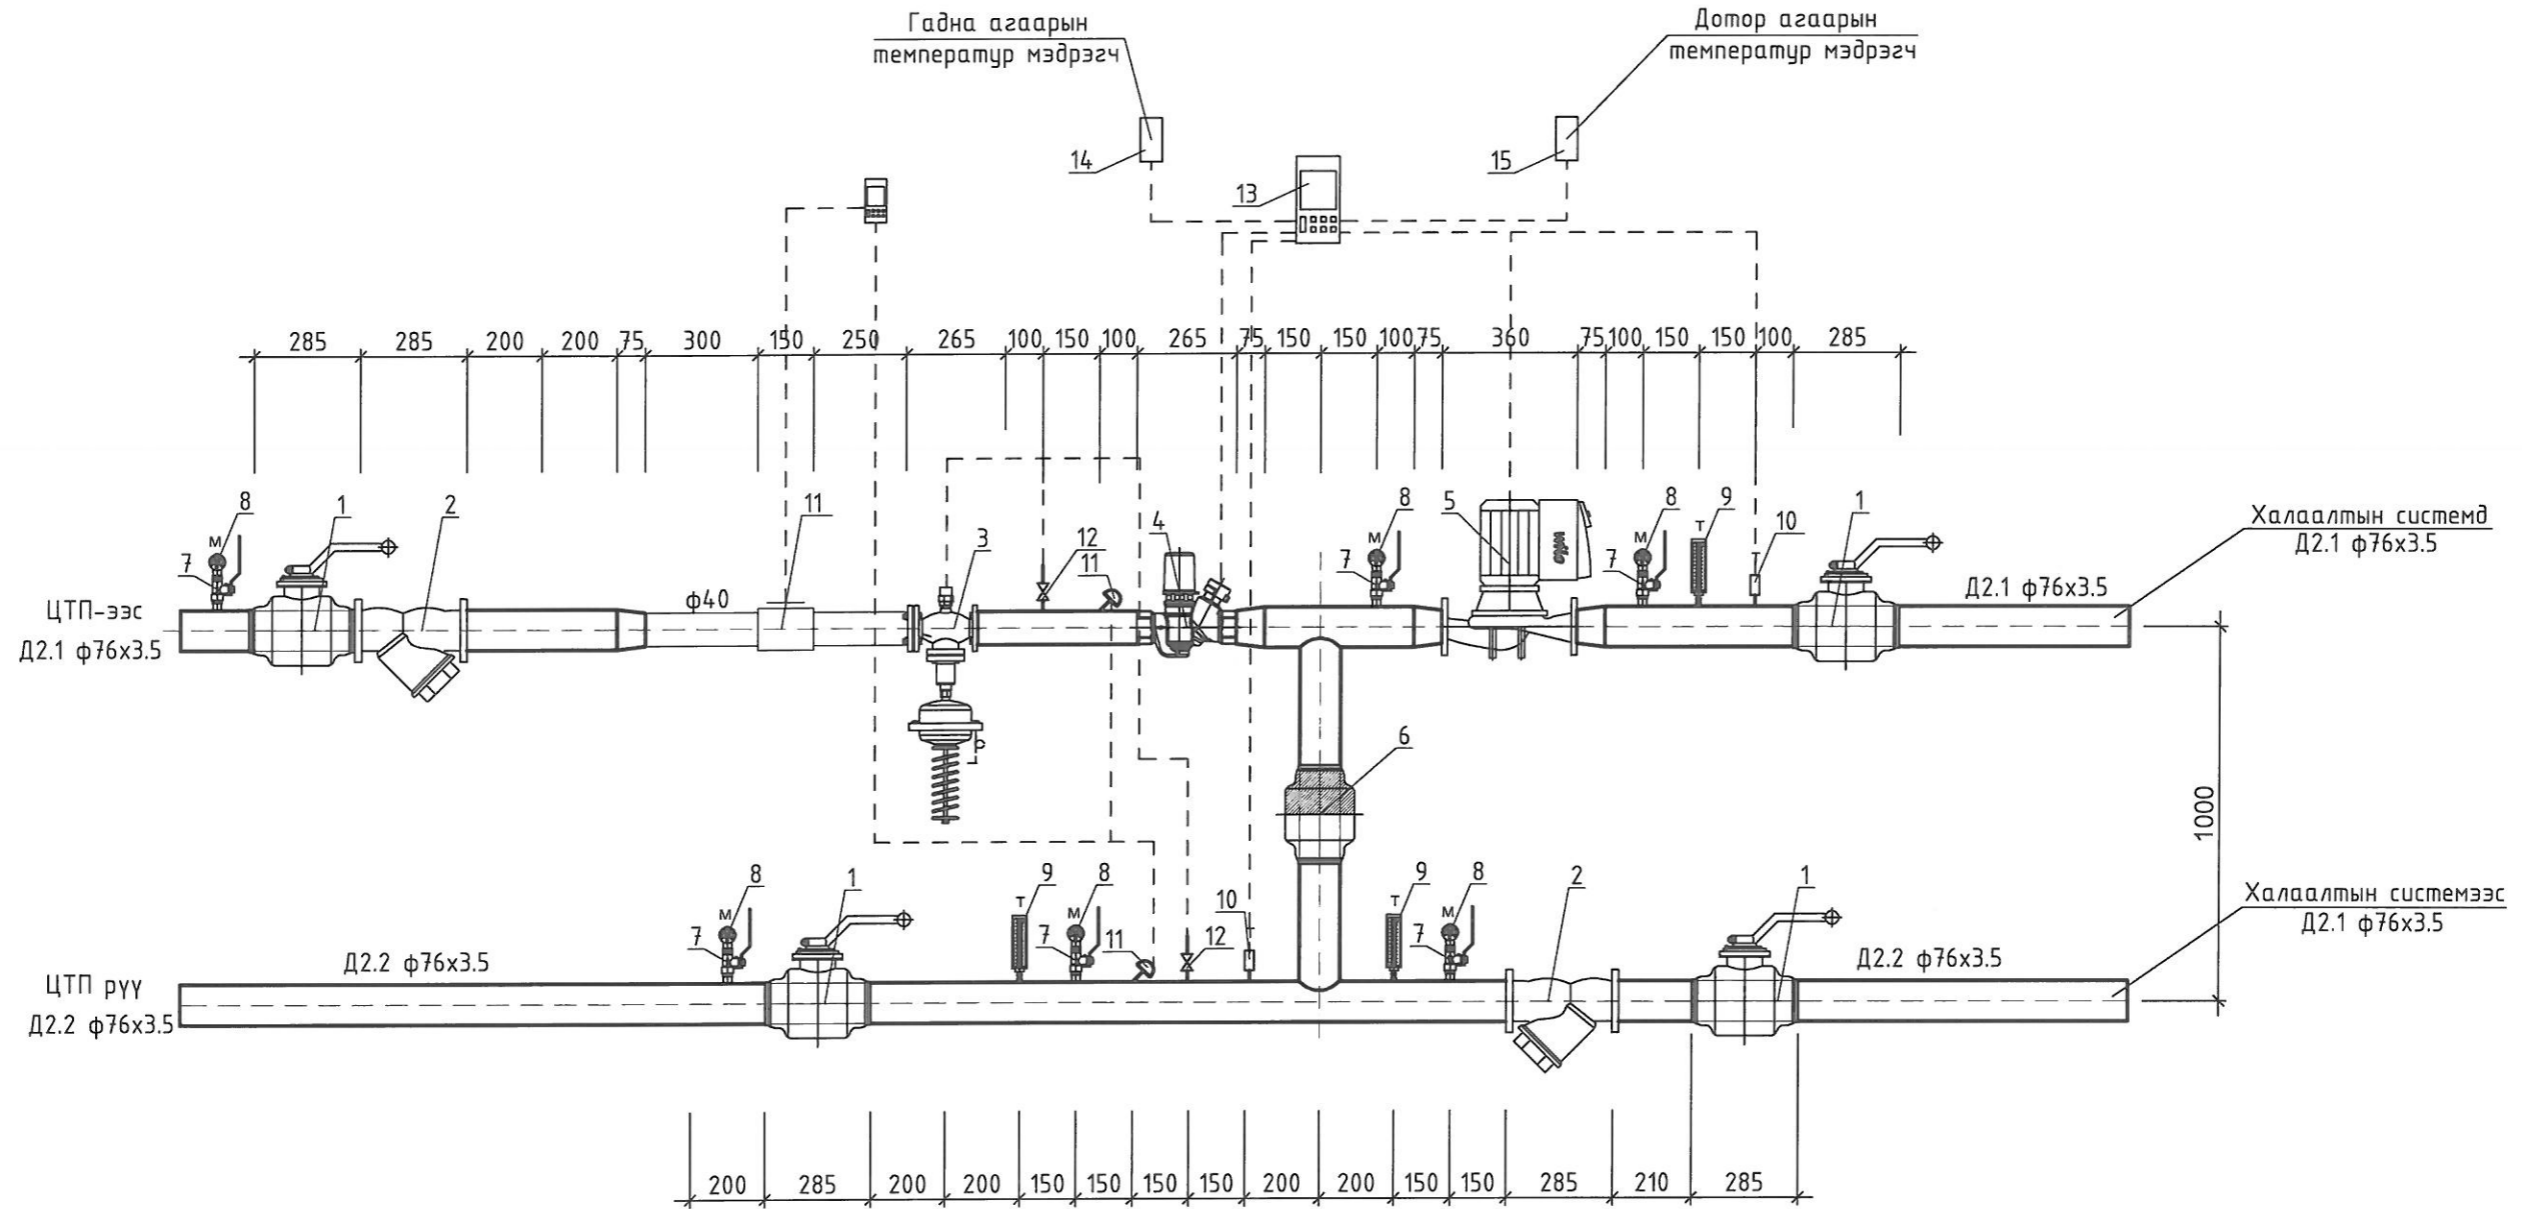 Гадна агаарын
температур мэдрэгч
Дотор агаарын
температур мэдрэгч
14
13
15
285 285 200 200 75 300 150 250 265 100 150 100 265 75 150 150 100 75 360 75 100 150 150 100 285
8 1 2 11 3 12 11 4 8 5 8 9 10 1
М М М Т Т
7 7 7
ф40
Халаалтын системд
Д2.1 ф76х3.5
ЦТП-ээс
Д2.1 ф76х3.5
Д2.1 ф76х3.5
wilo
P
6
1000
8 1 9 8 10 9 8 2 1
М Т М Т М
7 7 11 12 7
Халаалтын системээс
Д2.1 ф76х3.5
Д2.2 ф76х3.5
Д2.2 ф76х3.5
ЦТП руу
Д2.2 ф76х3.5
200 285 200 200 150 150 150 150 200 200 150 150 285 210 285